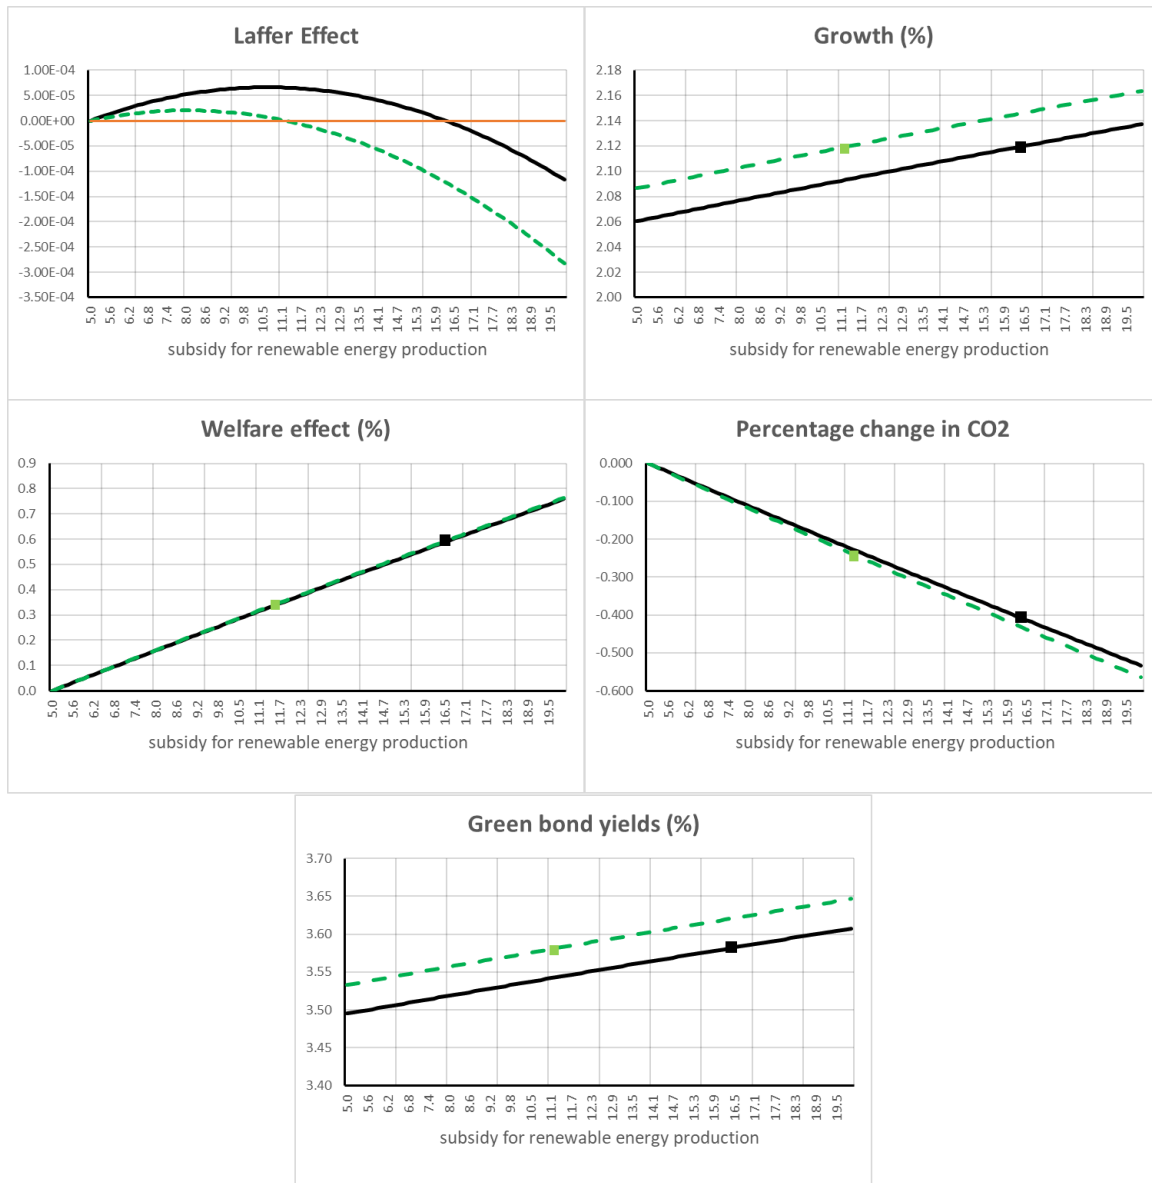 Laffer Effect
1.00E-04
5.00E-05
0.00E+00
-5.00E-05
-1.00E-04
-1.50E-04
-2.00E-04
-2.50E-04
-3.00E-04
-3.50E-04
5.0 5.6 6.2 6.8 7.4 8.0 8.6 9.2 9.8 10.5 11.1 11.7 12.3 12.9 13.5 14.1 14.7 15.3 15.9 16.5 17.1 17.7 18.3 18.9 19.5
subsidy for renewable energy production
Growth (%)
2.18
2.16
2.14
2.12
2.10
2.08
2.06
2.04
2.02
2.00
5.0 5.6 6.2 6.8 7.4 8.0 8.6 9.2 9.8 10.5 11.1 11.7 12.3 12.9 13.5 14.1 14.7 15.3 15.9 16.5 17.1 17.7 18.3 18.9 19.5
subsidy for renewable energy production
Welfare effect (%)
0.9
0.8
0.7
0.6
0.5
0.4
0.3
0.2
0.1
0.0
5.0 5.6 6.2 6.8 7.4 8.0 8.6 9.2 9.8 10.5 11.1 11.7 12.3 12.9 13.5 14.1 14.7 15.3 15.9 16.5 17.1 17.7 18.3 18.9 19.5
subsidy for renewable energy production
Percentage change in CO2
0.000
-0.100
-0.200
-0.300
-0.400
-0.500
-0.600
5.0 5.6 6.2 6.8 7.4 8.0 8.6 9.2 9.8 10.5 11.1 11.7 12.3 12.9 13.5 14.1 14.7 15.3 15.9 16.5 17.1 17.7 18.3 18.9 19.5
subsidy for renewable energy production
Green bond yields (%)
3.70
3.65
3.60
3.55
3.50
3.45
3.40
5.0 5.6 6.2 6.8 7.4 8.0 8.6 9.2 9.8 10.5 11.1 11.7 12.3 12.9 13.5 14.1 14.7 15.3 15.9 16.5 17.1 17.7 18.3 18.9 19.5
subsidy for renewable energy production